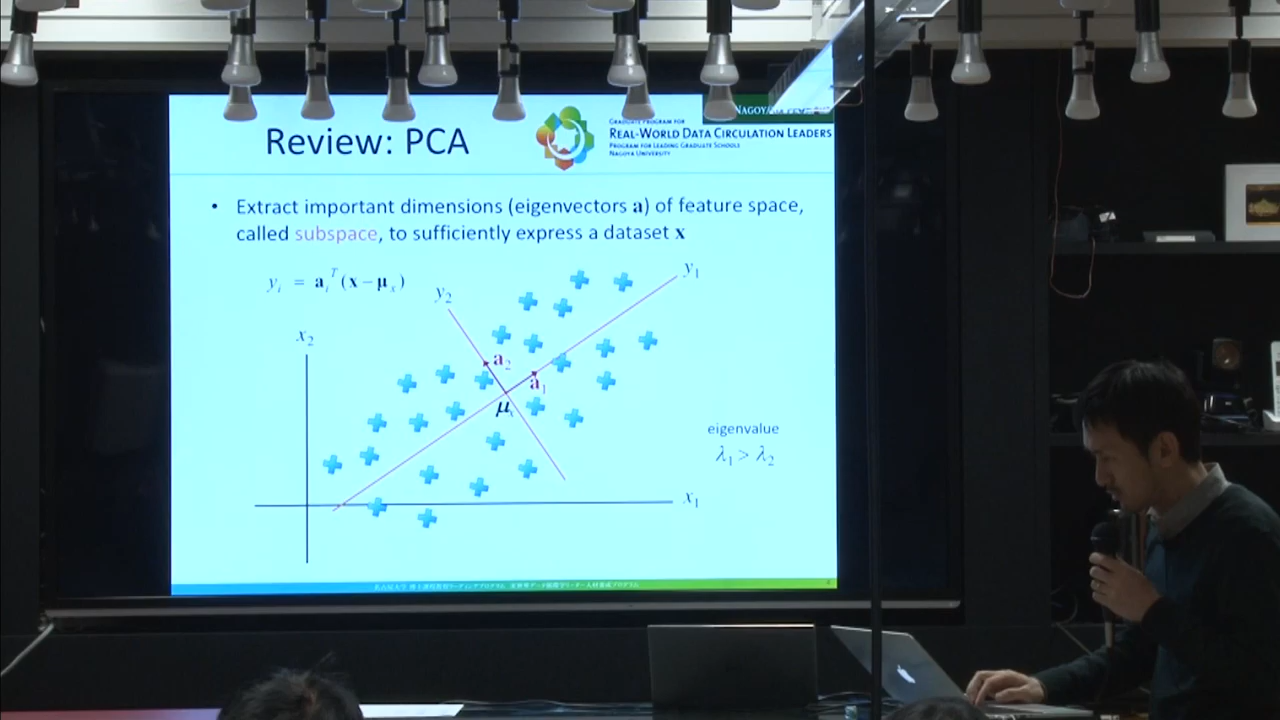 Review: PCA
NAGOYA
GRADUATE PROGRAM FOR
REAL-WORLD DATA CIRCULATION LEADERS
PROGRAM FOR LEADING GRADUATE SCHOOLS
NAGOYA UNIVERSITY
• Extract important dimensions (eigenvectors a) of feature space,
called subspace, to sufficiently express a dataset x
yᵢ = aᵢᵀ(x−μₓ)
y₁
y₂
x₂
a₂
a₁
μ
eigenvalue
λ₁ > λ₂
x₁